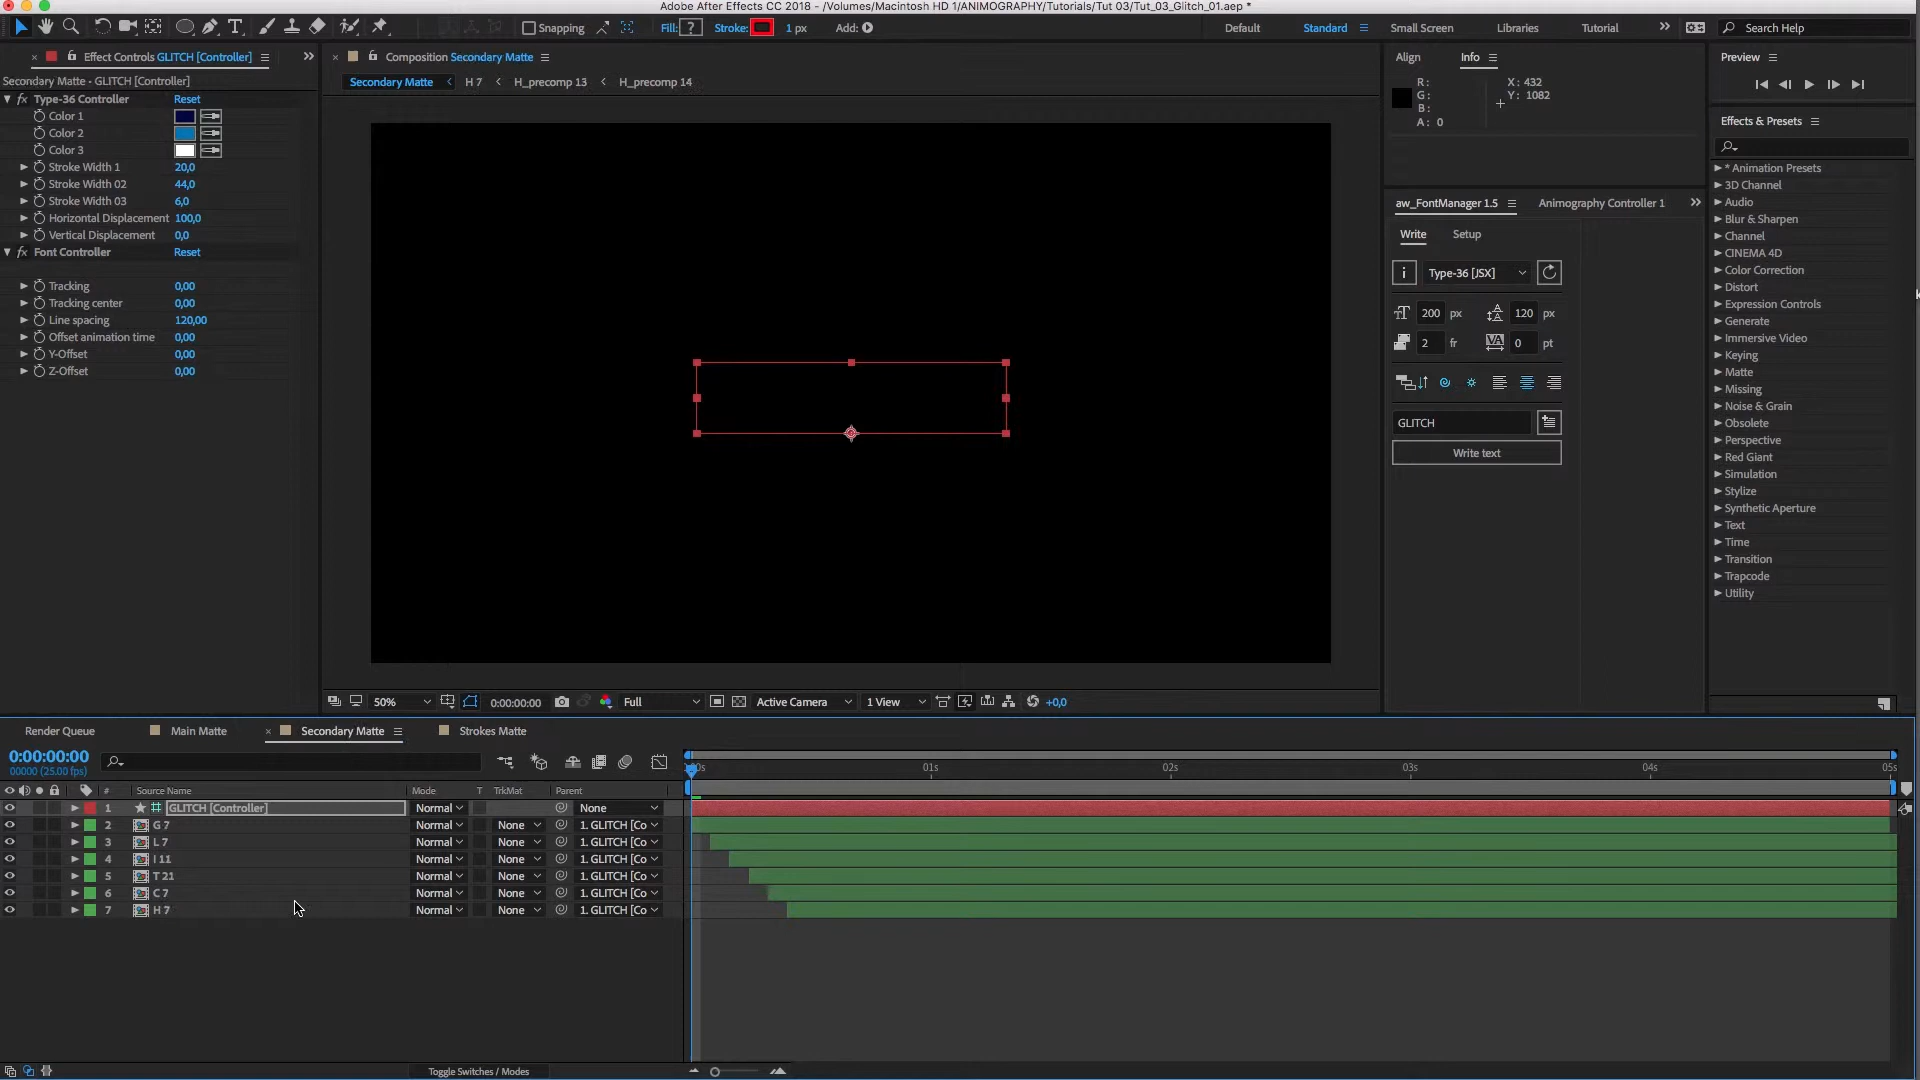 Adobe After Effects CC 2018 - /Volumes/Macintosh HD 1/ANIMOGRAPHY/Tutorials/Tut 03/Tut_03_Glitch_01.aep *
Snapping
Fill: ?
Stroke:
1 px
Add:
Default
Standard
Small Screen
Libraries
Tutorial
Search Help
Effect Controls GLITCH [Controller]
Secondary Matte - GLITCH [Controller]
fx Type-36 Controller Reset
Color 1
Color 2
Color 3
Stroke Width 1 20,0
Stroke Width 02 44,0
Stroke Width 03 6,0
Horizontal Displacement 100,0
Vertical Displacement 0,0
fx Font Controller Reset
Tracking 0,00
Tracking center 0,00
Line spacing 120,00
Offset animation time 0,00
Y-Offset 0,00
Z-Offset 0,00
Composition Secondary Matte
Secondary Matte H 7 H_precomp 13 H_precomp 14
50% 0:00:00:00 Full Active Camera 1 View +0,0
Align Info
R: X: 432
G: Y: 1082
B:
A: 0
aw_FontManager 1.5 Animography Controller 1
Write Setup
i Type-36 [JSX]
200 px 120 px
2 fr 0 pt
GLITCH
Write text
Preview
Effects & Presets
* Animation Presets
3D Channel
Audio
Blur & Sharpen
Channel
CINEMA 4D
Color Correction
Distort
Expression Controls
Generate
Immersive Video
Keying
Matte
Missing
Noise & Grain
Obsolete
Perspective
Red Giant
Simulation
Stylize
Synthetic Aperture
Text
Time
Transition
Trapcode
Utility
Render Queue Main Matte Secondary Matte Strokes Matte
0:00:00:00
00000 (25.00 fps)
# Source Name Mode T TrkMat Parent
1 GLITCH [Controller] Normal None
2 G 7 Normal None 1. GLITCH [Co
3 L 7 Normal None 1. GLITCH [Co
4 I 11 Normal None 1. GLITCH [Co
5 T 21 Normal None 1. GLITCH [Co
6 C 7 Normal None 1. GLITCH [Co
7 H 7 Normal None 1. GLITCH [Co
01s 02s 03s 04s 05s
Toggle Switches / Modes